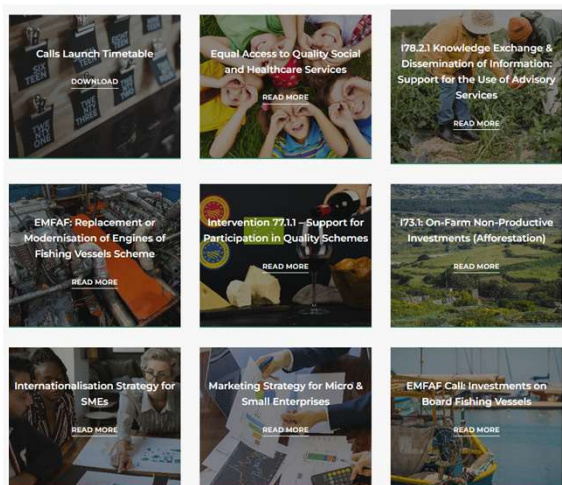 Calls Launch Timetable
DOWNLOAD
Equal Access to Quality Social
and Healthcare Services
READ MORE
I78.2.1 Knowledge Exchange &
Dissemination of Information:
Support for the Use of Advisory
Services
READ MORE
EMFAF: Replacement or
Modernisation of Engines of
Fishing Vessels Scheme
READ MORE
Intervention 77.1.1 – Support for
Participation in Quality Schemes
READ MORE
I73.1: On-Farm Non-Productive
Investments (Afforestation)
READ MORE
Internationalisation Strategy for
SMEs
READ MORE
Marketing Strategy for Micro &
Small Enterprises
READ MORE
EMFAF Call: Investments on
Board Fishing Vessels
READ MORE